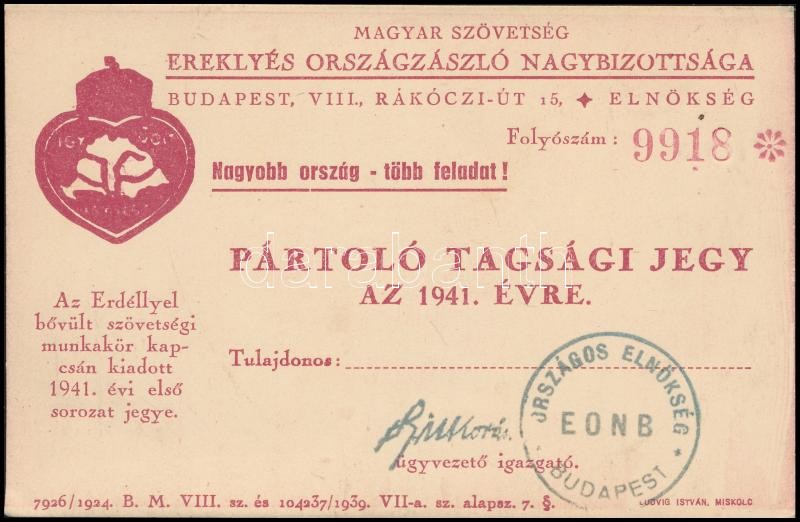 MAGYAR SZÖVETSÉG
EREKLYÉS ORSZÁGZÁSZLÓ NAGYBIZOTTSÁGA
BUDAPEST, VIII., RÁKÓCZI-ÚT 15, ✦ ELNÖKSÉG
Folyószám: 9918
Nagyobb ország - több feladat!
PÁRTOLÓ TAGSÁGI JEGY
AZ 1941. ÉVRE.
Az Erdéllyel
bővült szövetségi
munkakör kap-
csán kiadott
1941. évi első
sorozat jegye.
Tulajdonos:
ügyvezető igazgató.
ORSZÁGOS ELNÖKSÉG
EONB
BUDAPEST
7926/1924. B. M. VIII. sz. és 104237/1939. VII-a. sz. alapsz. 7. §.
LUDVIG ISTVÁN, MISKOLC
darabanth